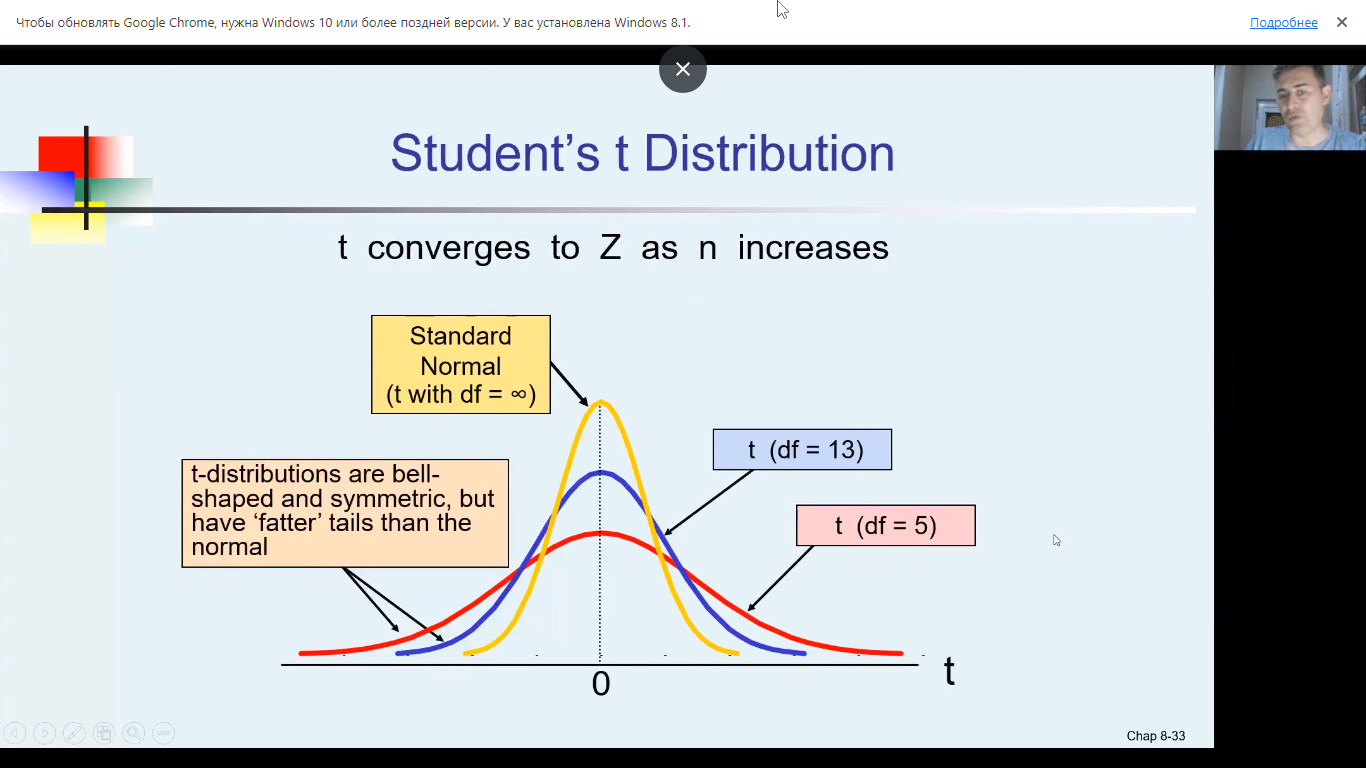 Чтобы обновлять Google Chrome, нужна Windows 10 или более поздней версии. У вас установлена Windows 8.1.
Подробнее
Student’s t Distribution
t converges to Z as n increases
Standard
Normal
(t with df = ∞)
t (df = 13)
t-distributions are bell-
shaped and symmetric, but
have ‘fatter’ tails than the
normal
t (df = 5)
0
t
Chap 8-33